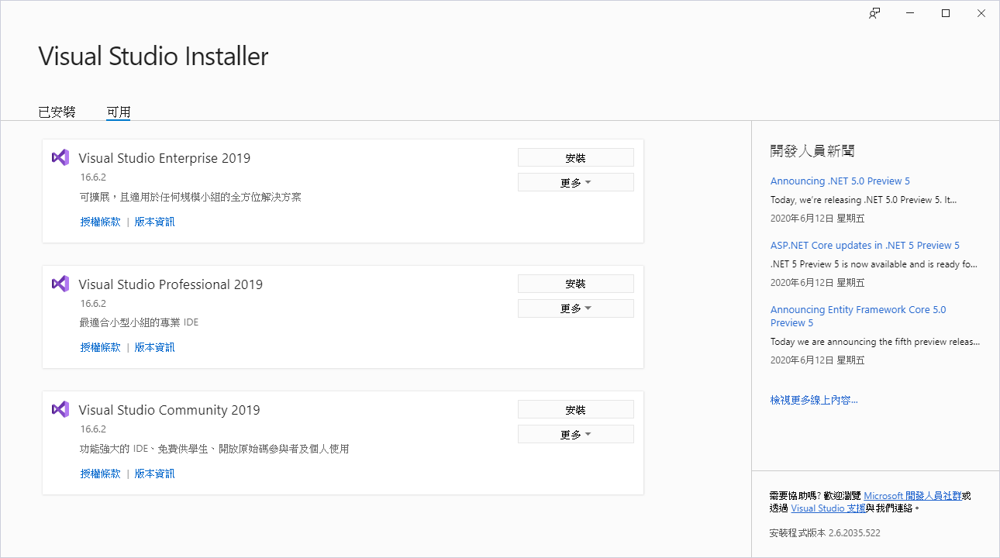 Visual Studio Installer
已安裝
可用
Visual Studio Enterprise 2019
安裝
16.6.2
更多
可擴展，且適用於任何規模小組的全方位解決方案
授權條款 | 版本資訊
Visual Studio Professional 2019
安裝
16.6.2
更多
最適合小型小組的專業 IDE
授權條款 | 版本資訊
Visual Studio Community 2019
安裝
16.6.2
更多
功能強大的 IDE、免費供學生、開放原始碼參與者及個人使用
授權條款 | 版本資訊
開發人員新聞
Announcing .NET 5.0 Preview 5
Today, we’re releasing .NET 5.0 Preview 5. It...
2020年6月12日 星期五
ASP.NET Core updates in .NET 5 Preview 5
.NET 5 Preview 5 is now available and is ready fo...
2020年6月12日 星期五
Announcing Entity Framework Core 5.0
Preview 5
Today we are announcing the fifth preview releas...
2020年6月12日 星期五
檢視更多線上內容...
需要協助嗎? 歡迎瀏覽 Microsoft 開發人員社群或
透過 Visual Studio 支援與我們連絡。
安裝程式版本 2.6.2035.522